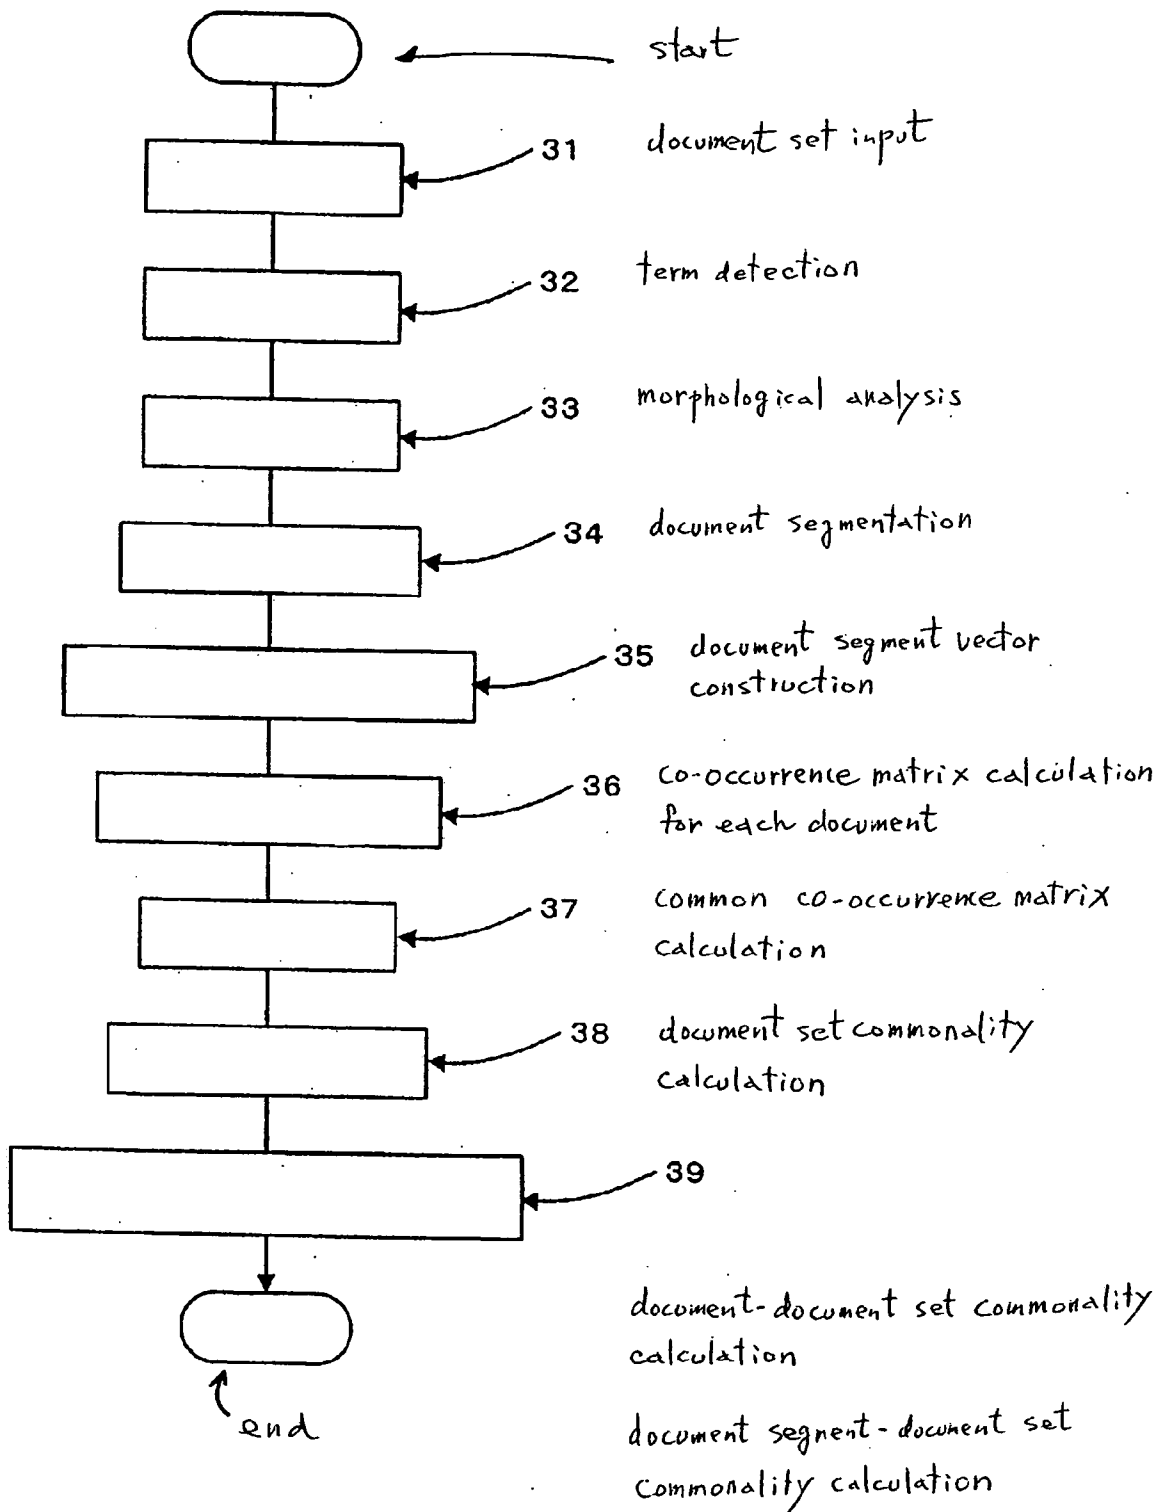 start
31 document set input
32 term detection
33 morphological analysis
34 document segmentation
35 document segment vector
construction
36 co-occurrence matrix calculation
for each document
37 common co-occurrence matrix
calculation
38 document set commonality
calculation
39
document-document set commonality
calculation
end
document segment-document set
commonality calculation